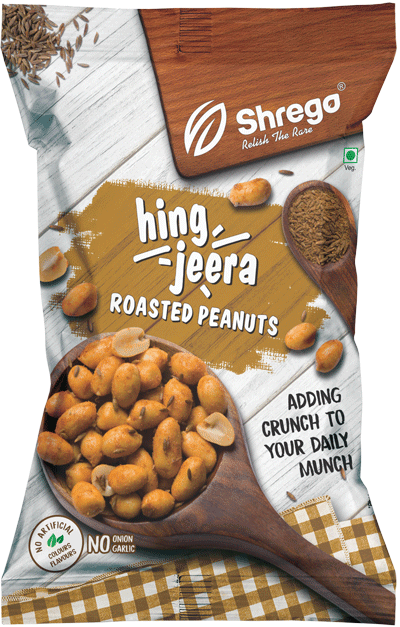 Shrego®
Relish The Rare
Veg.
hing
jeera
ROASTED PEANUTS
ADDING
CRUNCH TO
YOUR DAILY
MUNCH
NO ARTIFICIAL
COLOURS
FLAVOURS
NO ONION
GARLIC